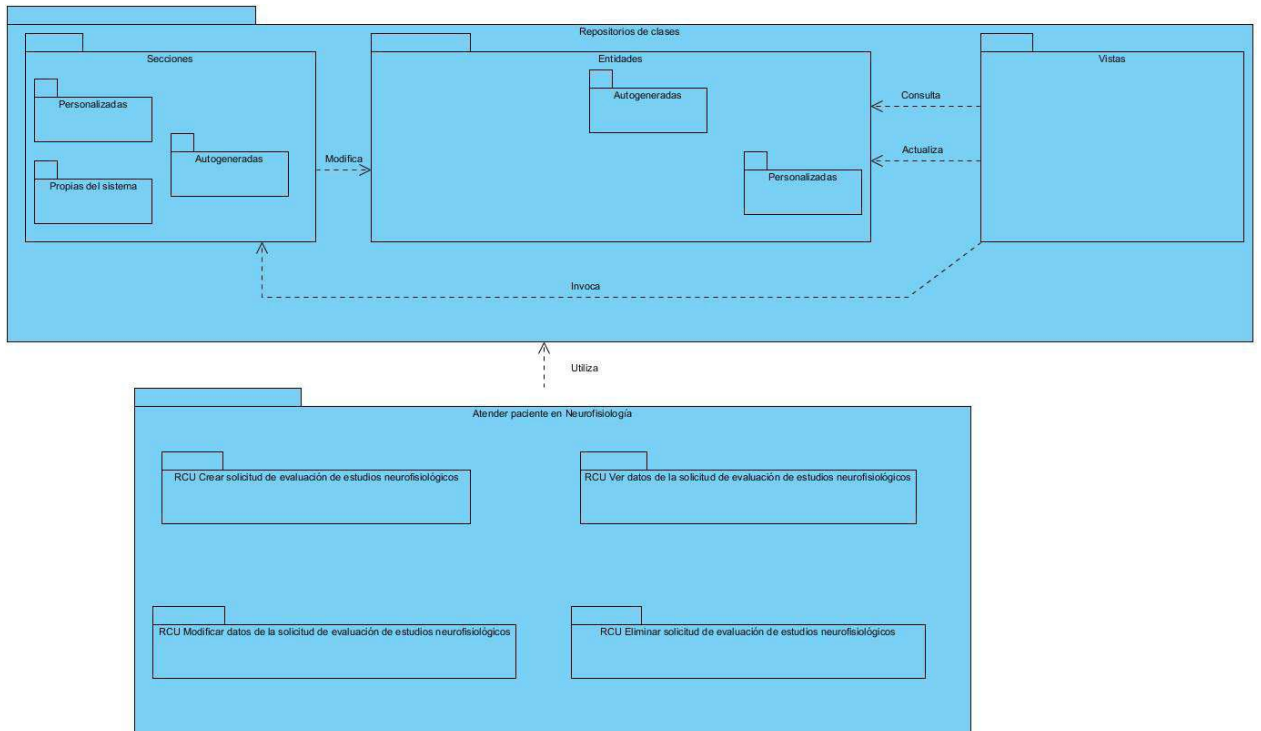 Repositorios de clases
Secciones
Entidades
Vistas
Personalizadas
Autogeneradas
Propias del sistema
Modifica
Autogeneradas
Personalizadas
Consulta
Actualiza
Invoca
Utiliza
Atender paciente en Neurofisiología
RCU Crear solicitud de evaluación de estudios neurofisiológicos
RCU Ver datos de la solicitud de evaluación de estudios neurofisiológicos
RCU Modificar datos de la solicitud de evaluación de estudios neurofisiológicos
RCU Eliminar solicitud de evaluación de estudios neurofisiológicos